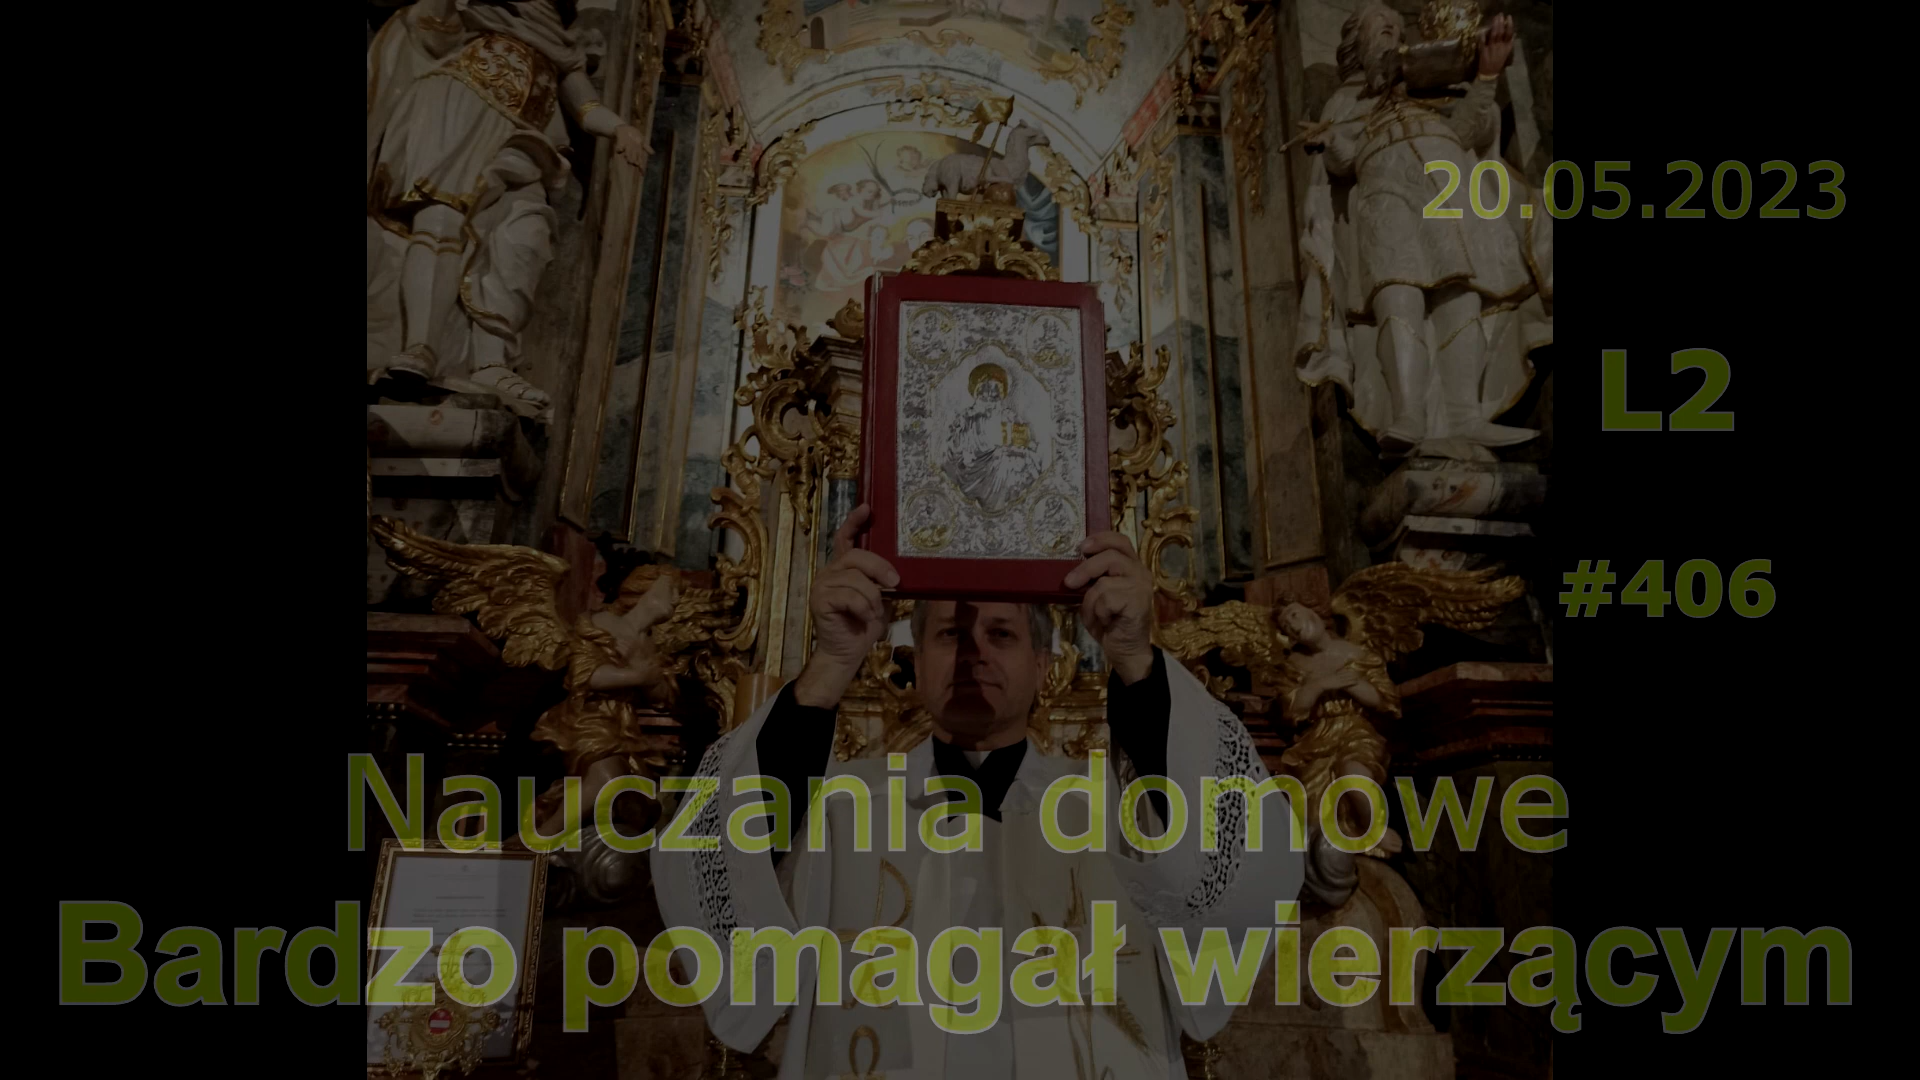 20.05.2023
L2
#406
Nauczania domowe
Bardzo pomagał wierzącym